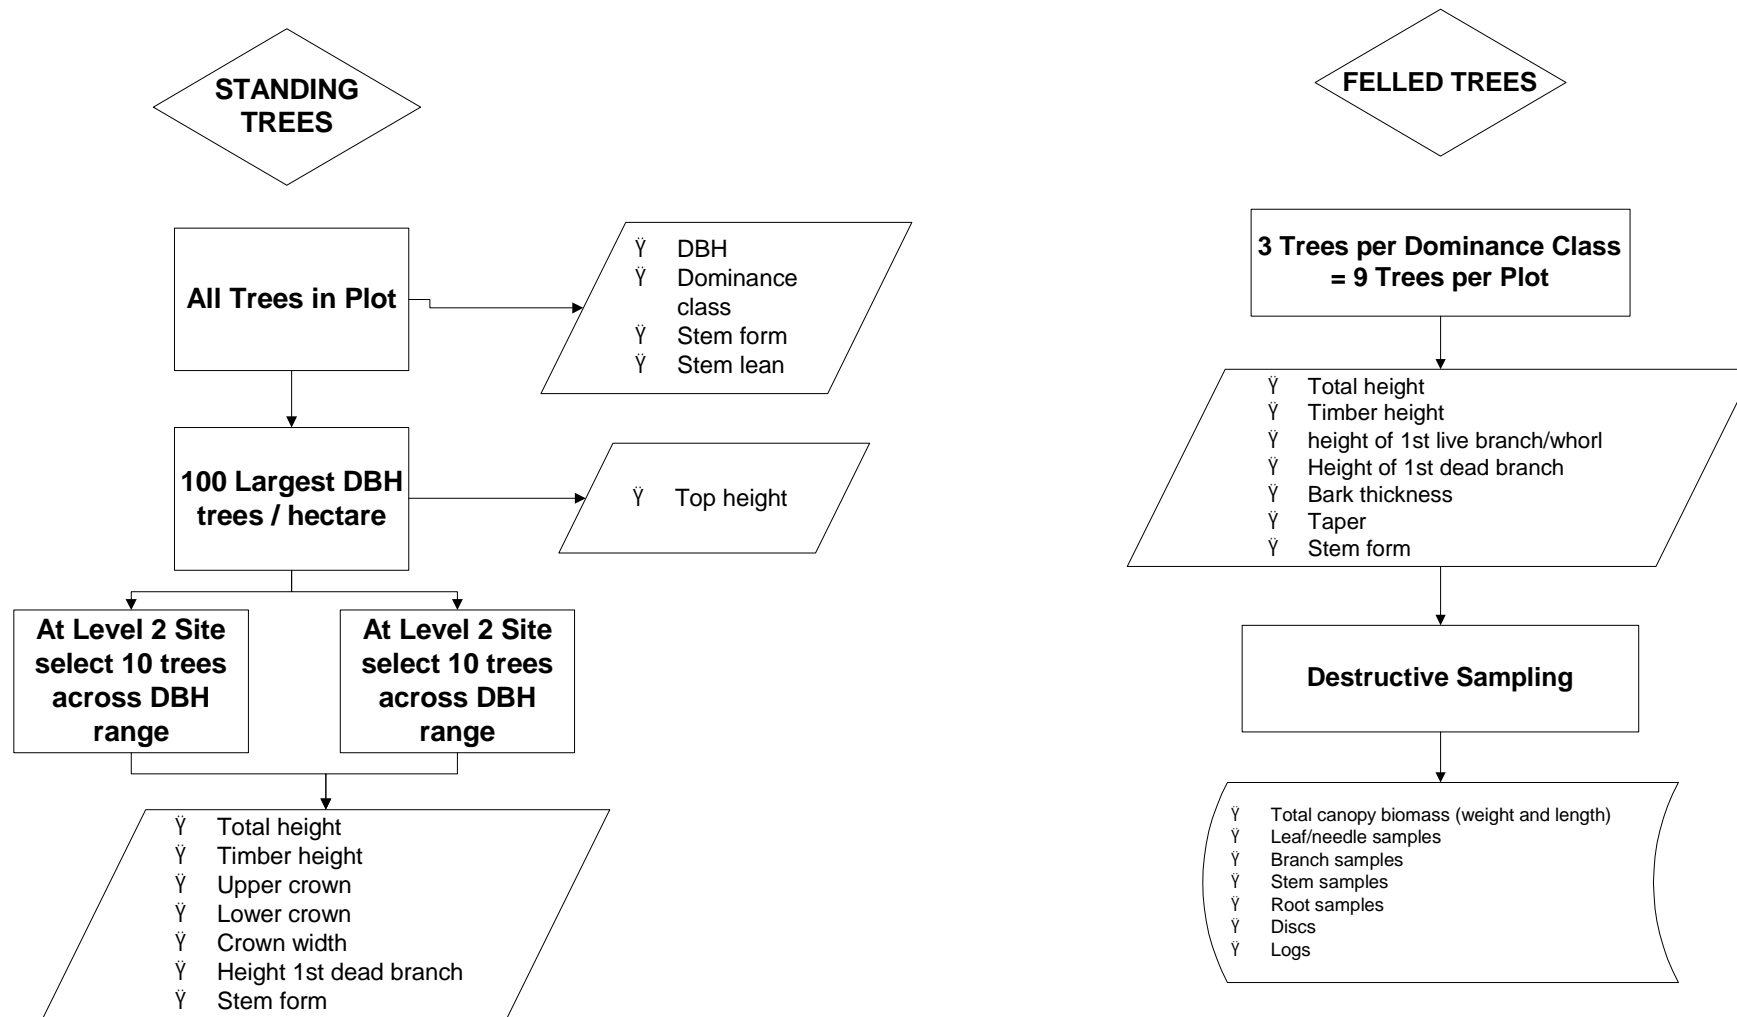 STANDING
TREES
All Trees in Plot
Ÿ DBH
Ÿ Dominance
class
Ÿ Stem form
Ÿ Stem lean
100 Largest DBH
trees / hectare
Ÿ Top height
At Level 2 Site
select 10 trees
across DBH
range
At Level 2 Site
select 10 trees
across DBH
range
Ÿ Total height
Ÿ Timber height
Ÿ Upper crown
Ÿ Lower crown
Ÿ Crown width
Ÿ Height 1st dead branch
Ÿ Stem form
FELLED TREES
3 Trees per Dominance Class
= 9 Trees per Plot
Ÿ Total height
Ÿ Timber height
Ÿ height of 1st live branch/whorl
Ÿ Height of 1st dead branch
Ÿ Bark thickness
Ÿ Taper
Ÿ Stem form
Destructive Sampling
Ÿ Total canopy biomass (weight and length)
Ÿ Leaf/needle samples
Ÿ Branch samples
Ÿ Stem samples
Ÿ Root samples
Ÿ Discs
Ÿ Logs